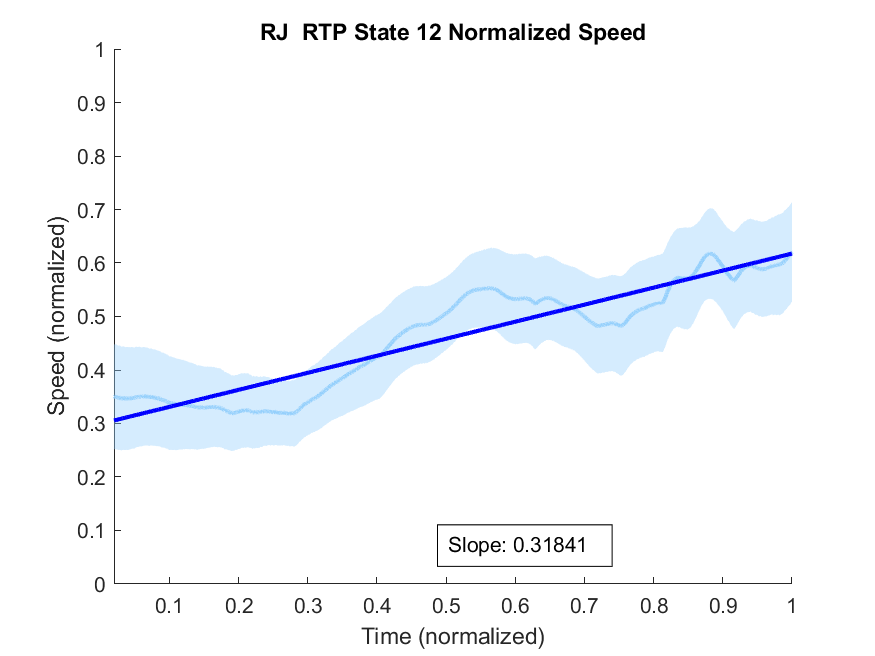 RJ  RTP State 12 Normalized Speed
1
0.9
0.8
0.7
0.6
0.5
0.4
0.3
0.2
0.1
0
Speed (normalized)
Slope: 0.31841
0.1 0.2 0.3 0.4 0.5 0.6 0.7 0.8 0.9 1
Time (normalized)